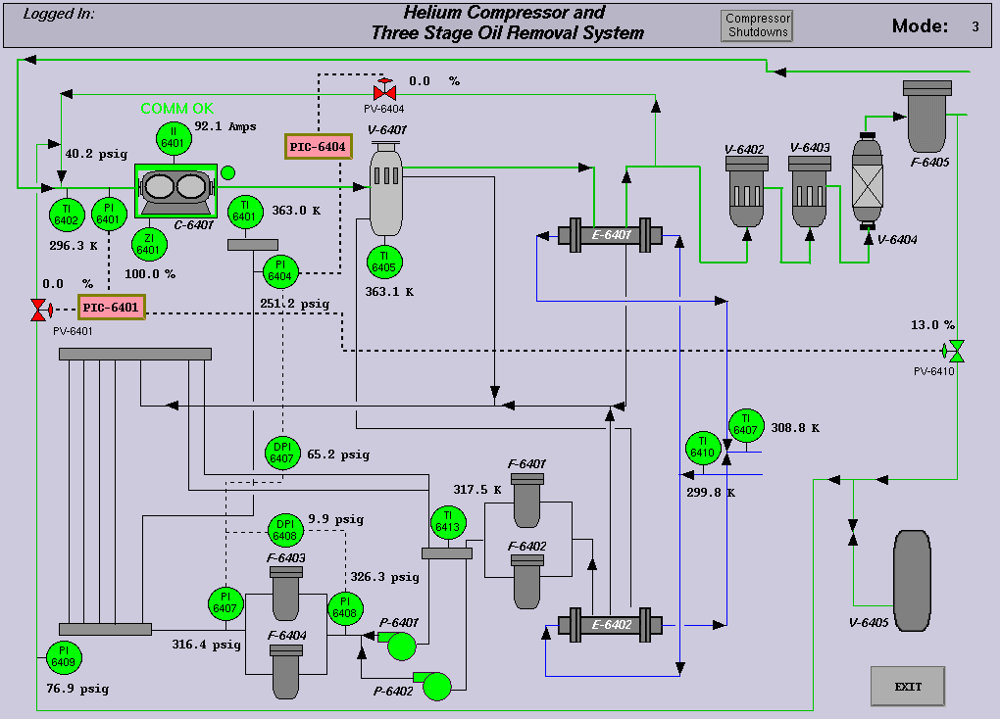 Logged In:
Helium Compressor and
Three Stage Oil Removal System
Compressor
Shutdowns
Mode: 3
0.0 %
PV-6404
COMM OK
II
6401
92.1 Amps
PIC-6404
V-6401
F-6405
40.2 psig
V-6402
V-6403
TI
6402
PI
6401
C-6401
TI
6401
363.0 K
E-6401
V-6404
296.3 K
ZI
6401
100.0 %
PI
6404
TI
6405
363.1 K
0.0 %
PIC-6401
251.2 psig
PV-6401
13.0 %
PV-6410
TI
6407
308.8 K
TI
6410
299.8 K
DPI
6407
65.2 psig
F-6401
317.5 K
TI
6413
DPI
6408
9.9 psig
F-6402
F-6403
326.3 psig
PI
6407
PI
6408
P-6401
E-6402
V-6405
316.4 psig
F-6404
PI
6409
76.9 psig
P-6402
EXIT